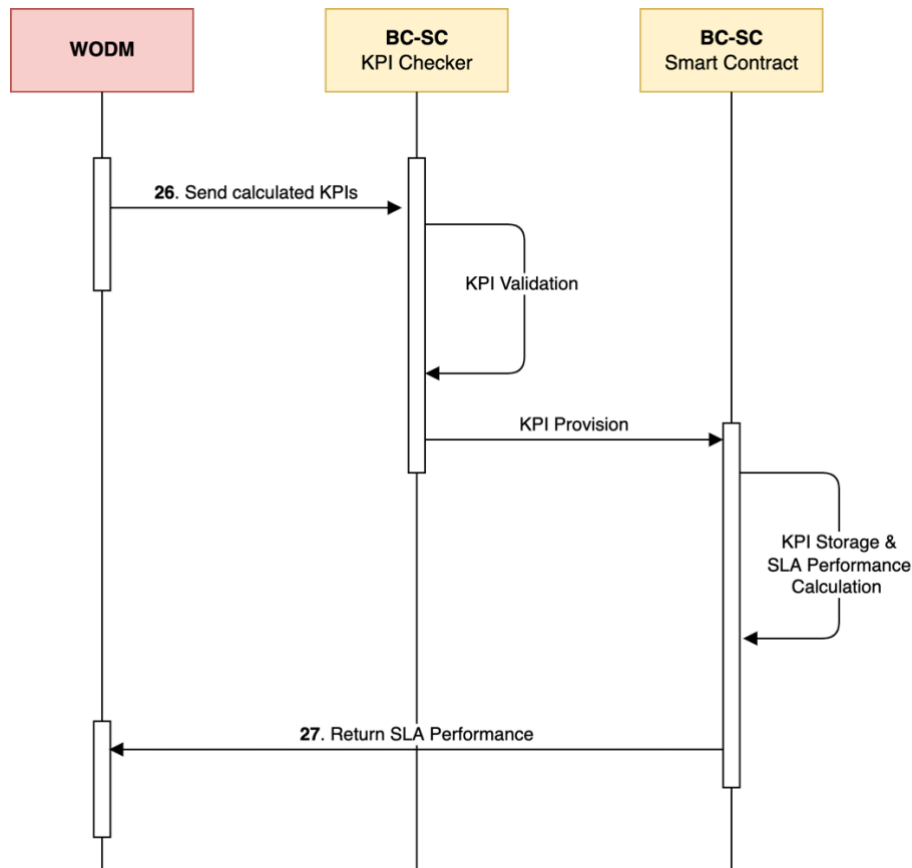 WODM
BC-SC
KPI Checker
BC-SC
Smart Contract
26. Send calculated KPIs
KPI Validation
KPI Provision
KPI Storage &
SLA Performance
Calculation
27. Return SLA Performance